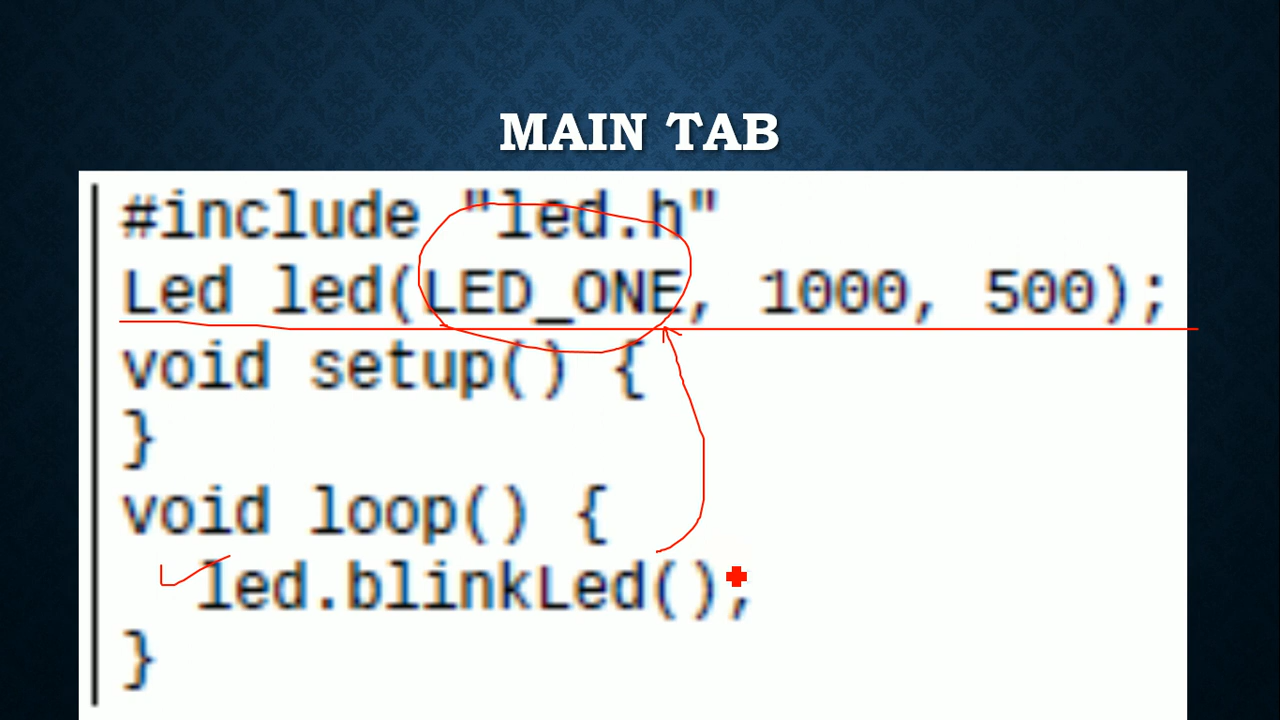 MAIN TAB
#include "led.h"
Led led(LED_ONE, 1000, 500);
void setup() {
}
void loop() {
led.blinkLed();
}